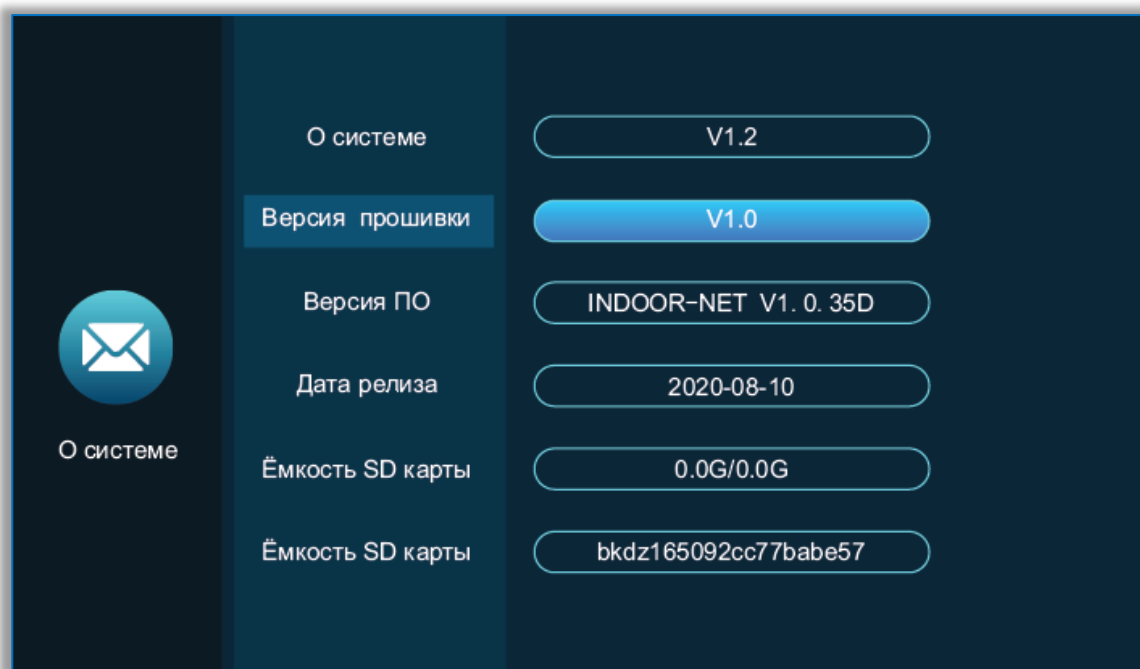 О системе
V1.2
Версия прошивки
V1.0
Версия ПО
INDOOR-NET V1. 0. 35D
Дата релиза
2020-08-10
О системе
Ёмкость SD карты
0.0G/0.0G
Ёмкость SD карты
bkdz165092cc77babe57